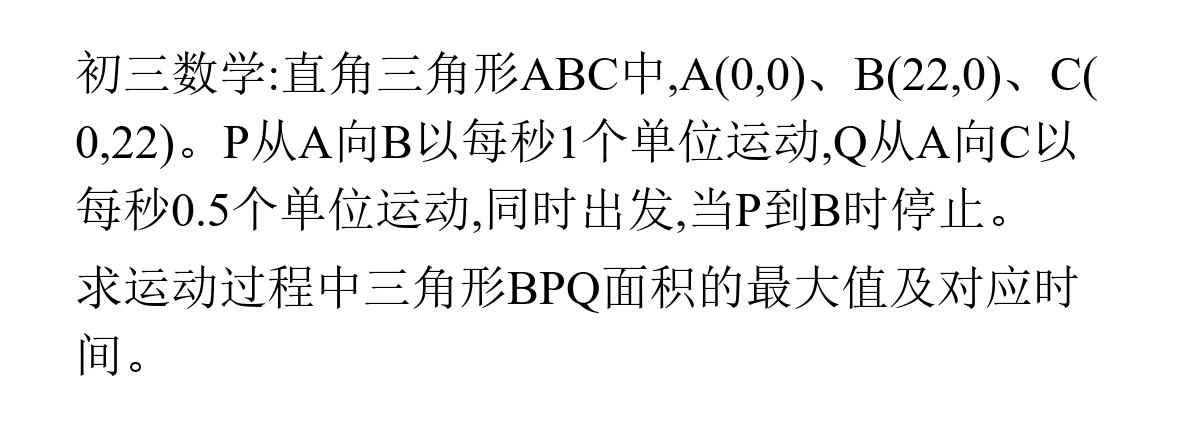 初三数学:直角三角形ABC中,A(0,0)、B(22,0)、C(
0,22)。P从A向B以每秒1个单位运动,Q从A向C以
每秒0.5个单位运动,同时出发,当P到B时停止。
求运动过程中三角形BPQ面积的最大值及对应时
间。